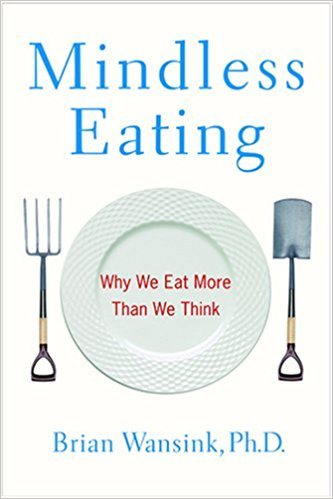 Mindless
Eating
Why We Eat More
Than We Think
Brian Wansink, Ph.D.